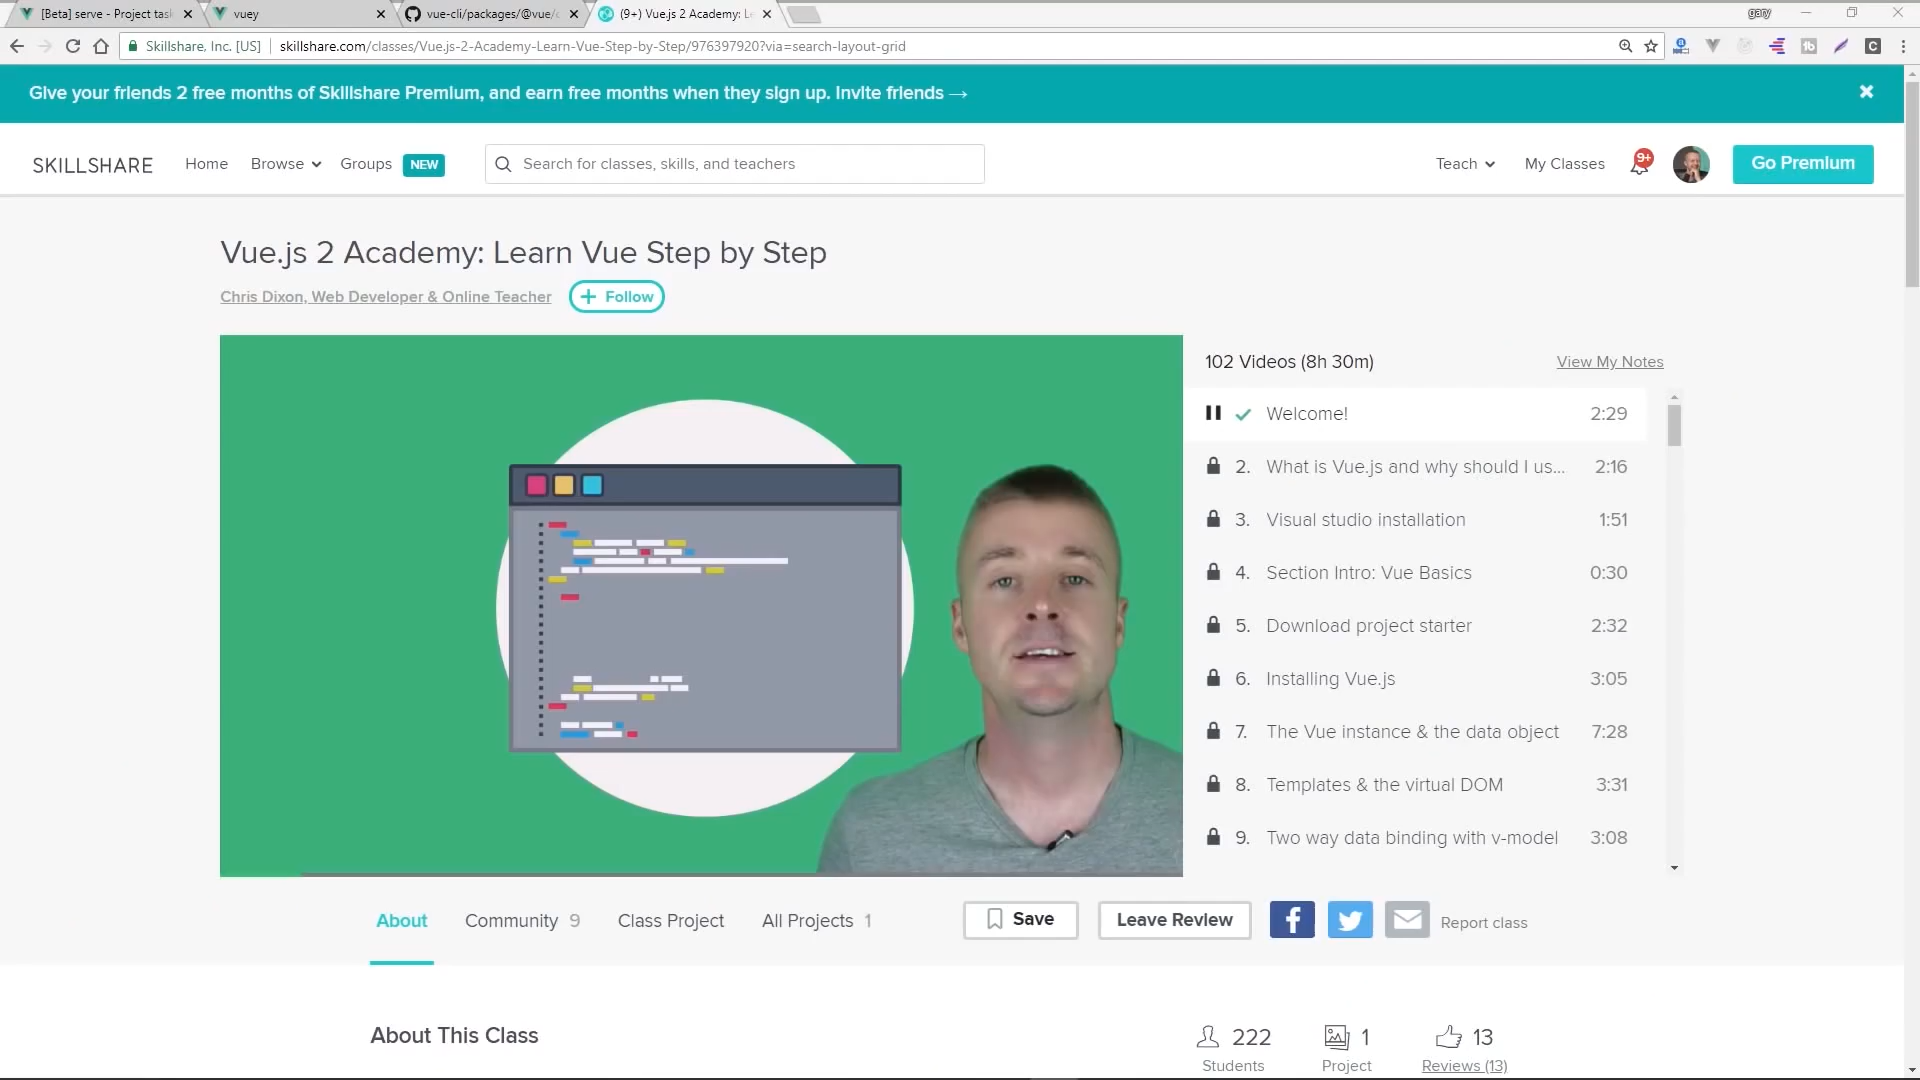 [Beta] serve - Project task
vuey
vue-cli/packages/@vue/c
(9+) Vue.js 2 Academy: Le
gary
Skillshare, Inc. [US]
skillshare.com/classes/Vue.js-2-Academy-Learn-Vue-Step-by-Step/976397920?via=search-layout-grid
Give your friends 2 free months of Skillshare Premium, and earn free months when they sign up. Invite friends →
SKILLSHARE
Home
Browse
Groups
NEW
Search for classes, skills, and teachers
Teach
My Classes
9+
Go Premium
Vue.js 2 Academy: Learn Vue Step by Step
Chris Dixon, Web Developer & Online Teacher
+ Follow
102 Videos (8h 30m)
View My Notes
Welcome! 2:29
2. What is Vue.js and why should I us... 2:16
3. Visual studio installation 1:51
4. Section Intro: Vue Basics 0:30
5. Download project starter 2:32
6. Installing Vue.js 3:05
7. The Vue instance & the data object 7:28
8. Templates & the virtual DOM 3:31
9. Two way data binding with v-model 3:08
About
Community 9
Class Project
All Projects 1
Save
Leave Review
Report class
About This Class
222
Students
1
Project
13
Reviews (13)